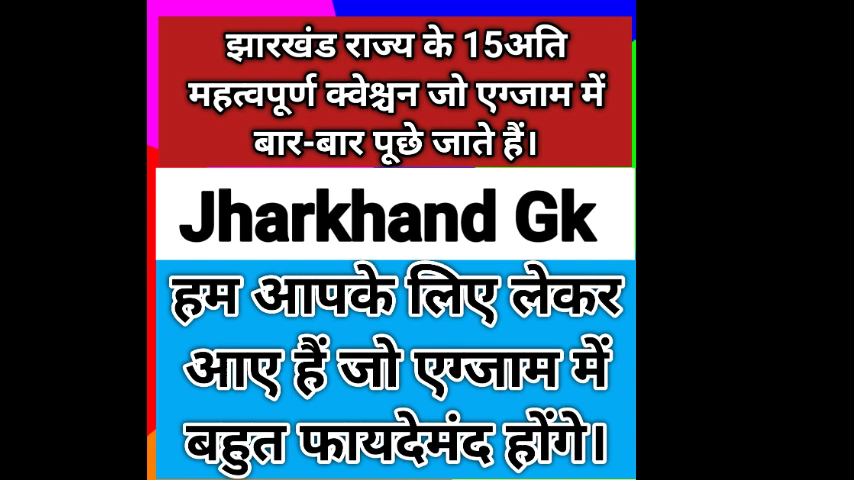 झारखंड राज्य के 15अति
महत्वपूर्ण क्वेश्चन जो एग्जाम में
बार-बार पूछे जाते हैं।
Jharkhand Gk
हम आपके लिए लेकर
आए हैं जो एग्जाम में
बहुत फायदेमंद होंगे।